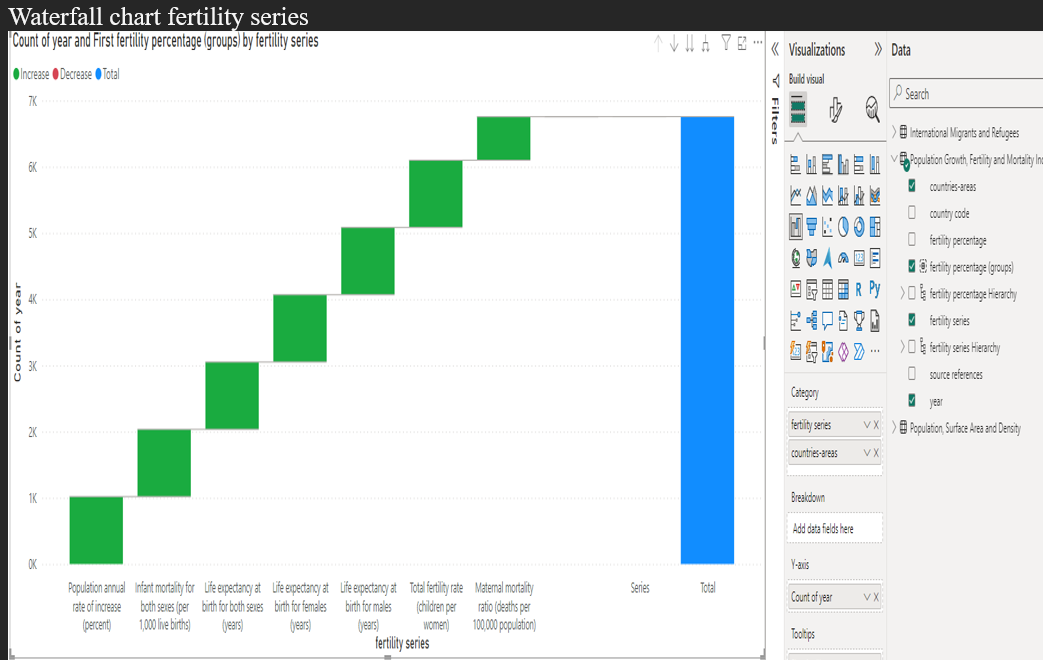 Waterfall chart fertility series
Count of year and First fertility percentage (groups) by fertility series
Increase Decrease Total
7K
6K
5K
4K
3K
2K
1K
0K
Count of year
Population annual
rate of increase
(percent)
Infant mortality for
both sexes (per
1,000 live births)
Life expectancy at
birth for both sexes
(years)
Life expectancy at
birth for females
(years)
Life expectancy at
birth for males
(years)
Total fertility rate
(children per
women)
Maternal mortality
ratio (deaths per
100,000 population)
Series
Total
fertility series
Filters
Visualizations
Build visual
R
Py
123
Category
fertility series
countries-areas
Breakdown
Add data fields here
Y-axis
Count of year
Tooltips
Data
Search
International Migrants and Refugees
Population Growth, Fertility and Mortality Inc
countries-areas
country code
fertility percentage
fertility percentage (groups)
fertility percentage Hierarchy
fertility series
fertility series Hierarchy
source references
year
Population, Surface Area and Density